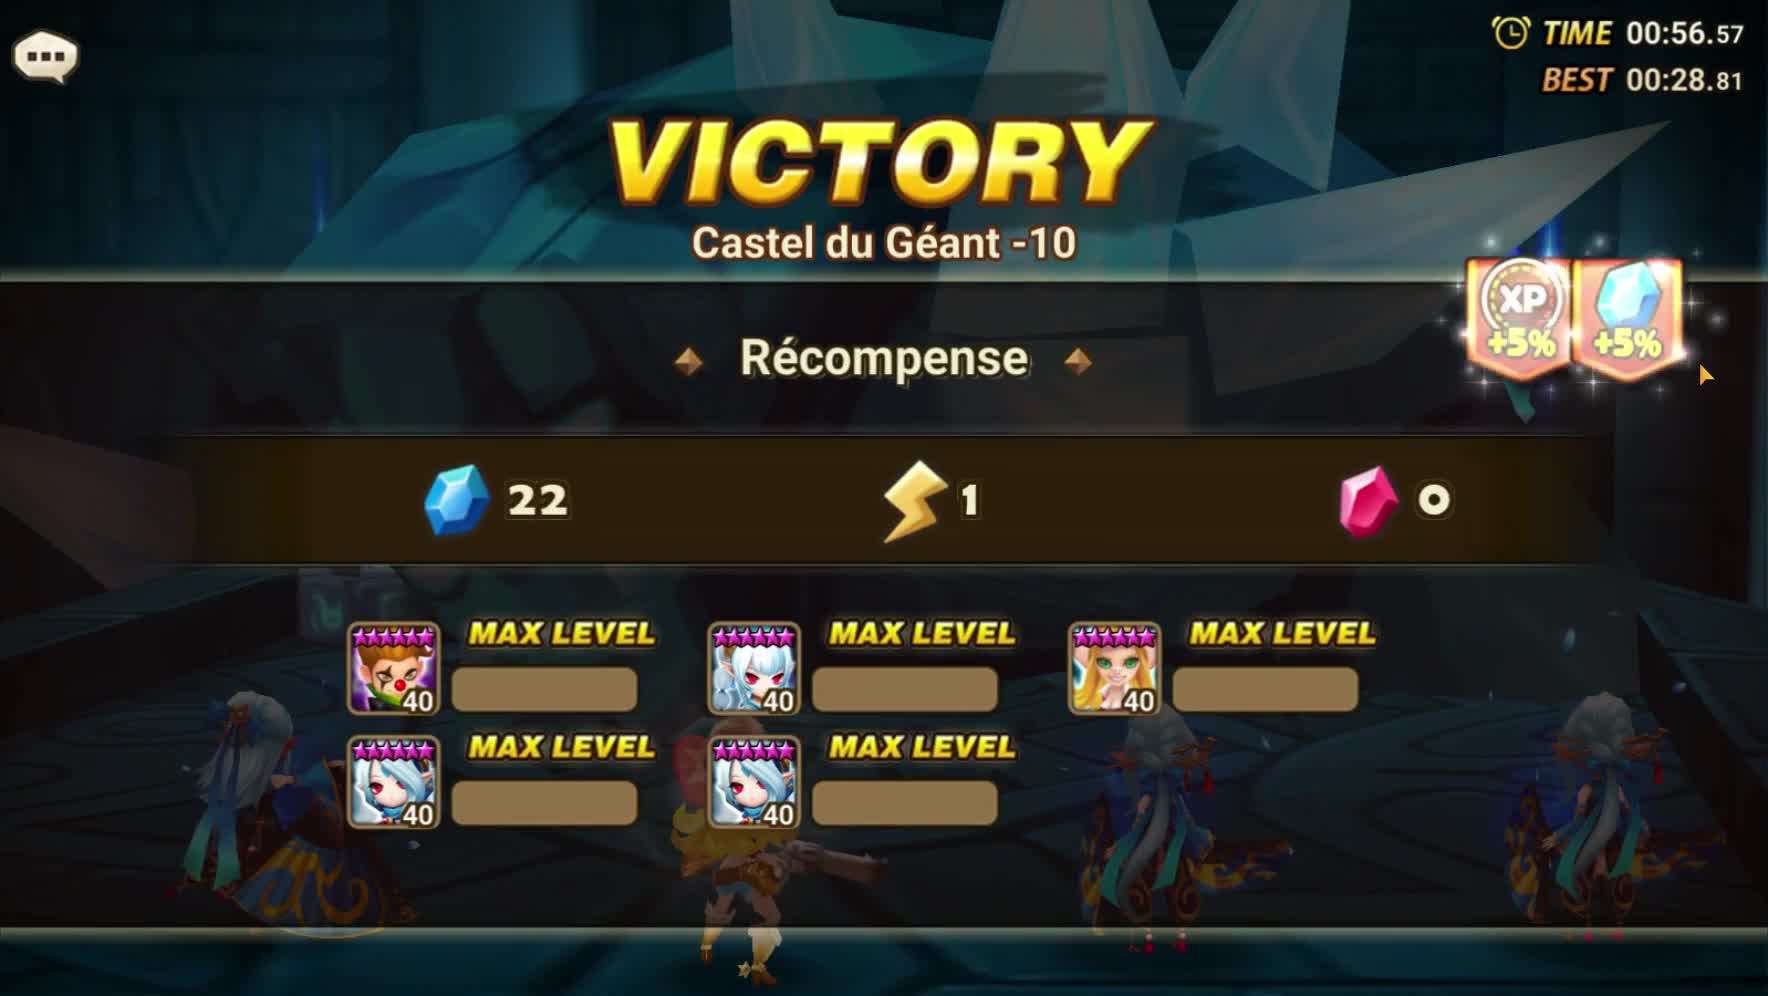 TIME 00:56.57
BEST 00:28.81
VICTORY
Castel du Géant -10
XP +5% +5%
Récompense
22 1 0
MAX LEVEL MAX LEVEL MAX LEVEL
40 40 40
MAX LEVEL MAX LEVEL
40 40